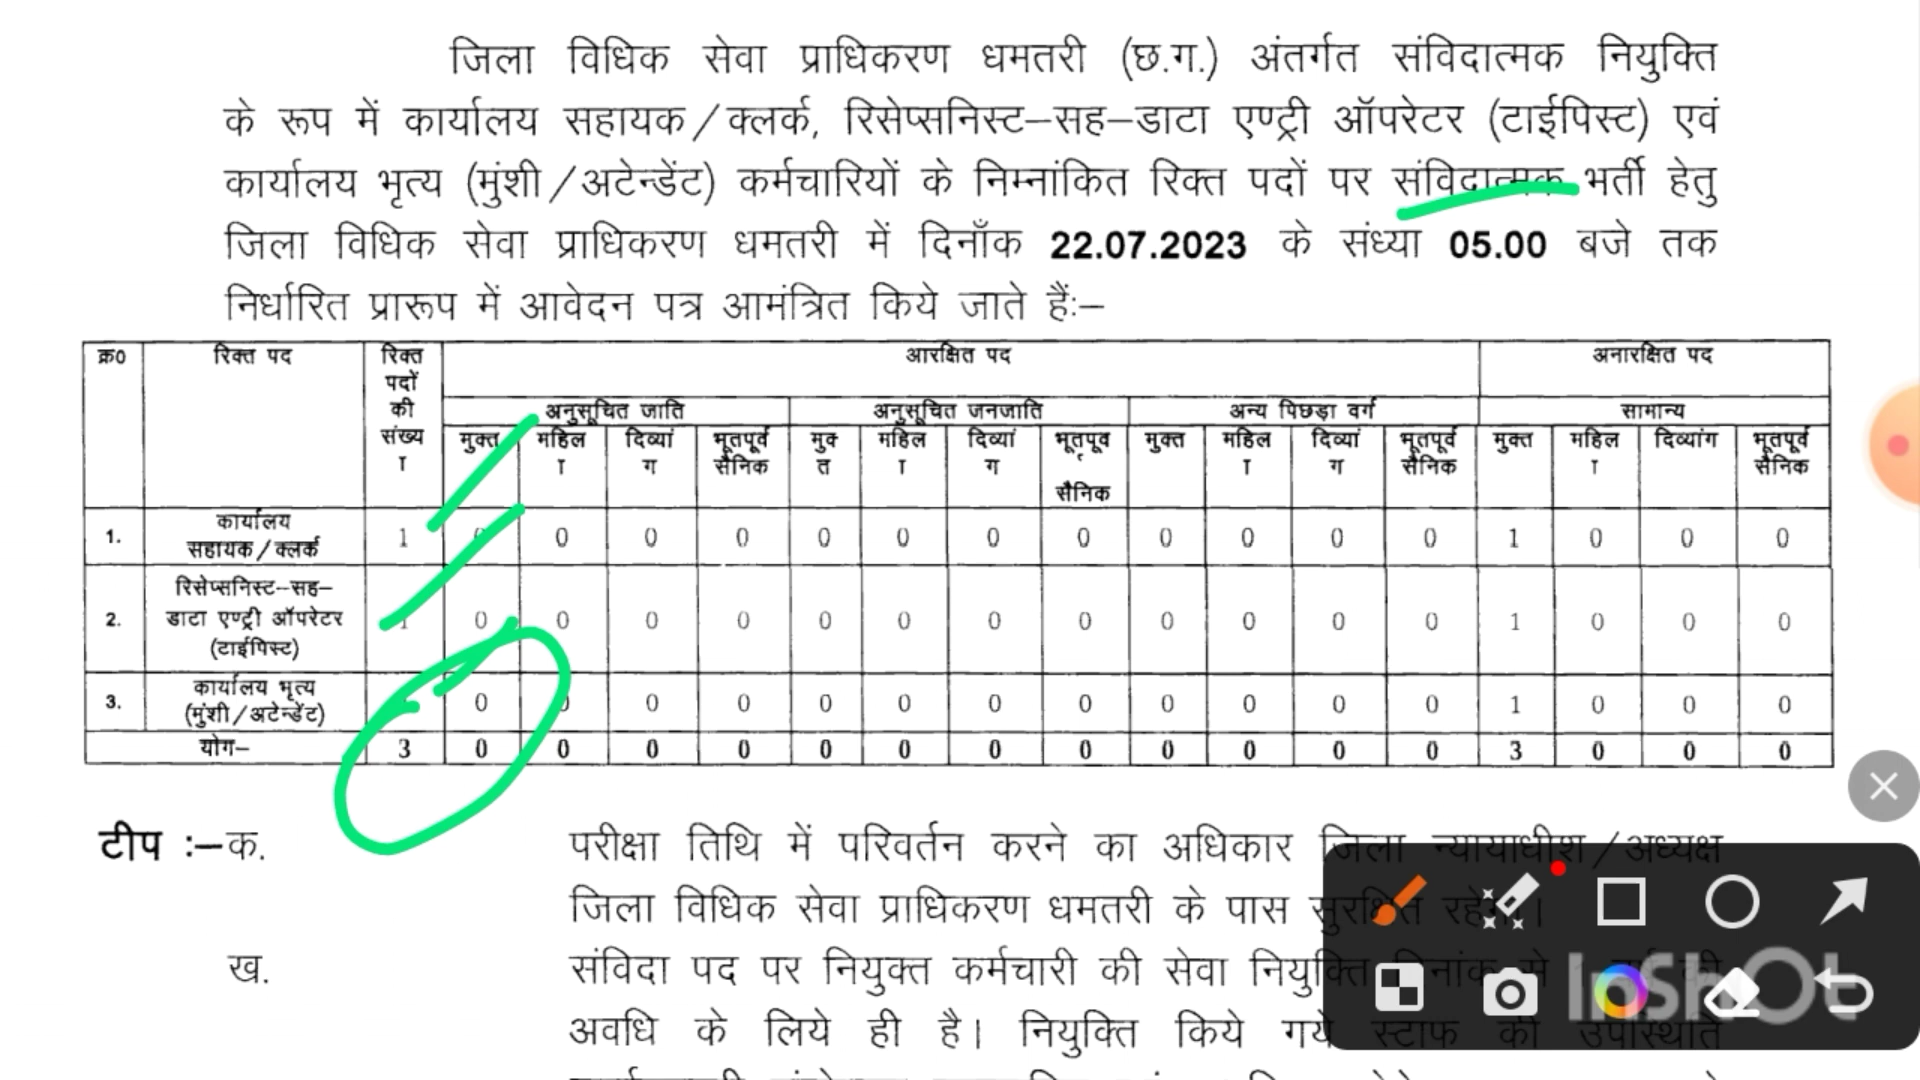 जिला विधिक सेवा प्राधिकरण धमतरी (छ.ग.) अंतर्गत संविदात्मक नियुक्ति
के रूप में कार्यालय सहायक/क्लर्क, रिसेप्सनिस्ट–सह–डाटा एण्ट्री ऑपरेटर (टाईपिस्ट) एवं
कार्यालय भृत्य (मुंशी/अटेन्डेंट) कर्मचारियों के निम्नांकित रिक्त पदों पर संविदात्मक भर्ती हेतु
जिला विधिक सेवा प्राधिकरण धमतरी में दिनाँक 22.07.2023 के संध्या 05.00 बजे तक
निर्धारित प्रारूप में आवेदन पत्र आमंत्रित किये जाते हैंः–
क्र0 रिक्त पद रिक्त पदों की संख्या आरक्षित पद अनारक्षित पद
अनुसूचित जाति अनुसूचित जनजाति अन्य पिछड़ा वर्ग सामान्य
मुक्त महिला दिव्यांग भूतपूर्व सैनिक मुक्त महिला दिव्यांग भूतपूर्व सैनिक मुक्त महिला दिव्यांग भूतपूर्व सैनिक मुक्त महिला दिव्यांग भूतपूर्व सैनिक
1. कार्यालय सहायक/क्लर्क 1 0 0 0 0 0 0 0 0 0 0 0 0 1 0 0 0
2. रिसेप्सनिस्ट–सह–डाटा एण्ट्री ऑपरेटर (टाईपिस्ट) 1 0 0 0 0 0 0 0 0 0 0 0 0 1 0 0 0
3. कार्यालय भृत्य (मुंशी/अटेन्डेंट) 0 0 0 0 0 0 0 0 0 0 0 0 1 0 0 0
योग– 3 0 0 0 0 0 0 0 0 0 0 0 0 3 0 0 0
टीप :–क. परीक्षा तिथि में परिवर्तन करने का अधिकार जिला न्यायाधीश/अध्यक्ष
जिला विधिक सेवा प्राधिकरण धमतरी के पास सुरक्षित रहेगा।
ख. संविदा पद पर नियुक्त कर्मचारी की सेवा नियुक्ति दिनांक से की
अवधि के लिये ही है। नियुक्ति किये गये स्टाफ की उपस्थिति
InShOt